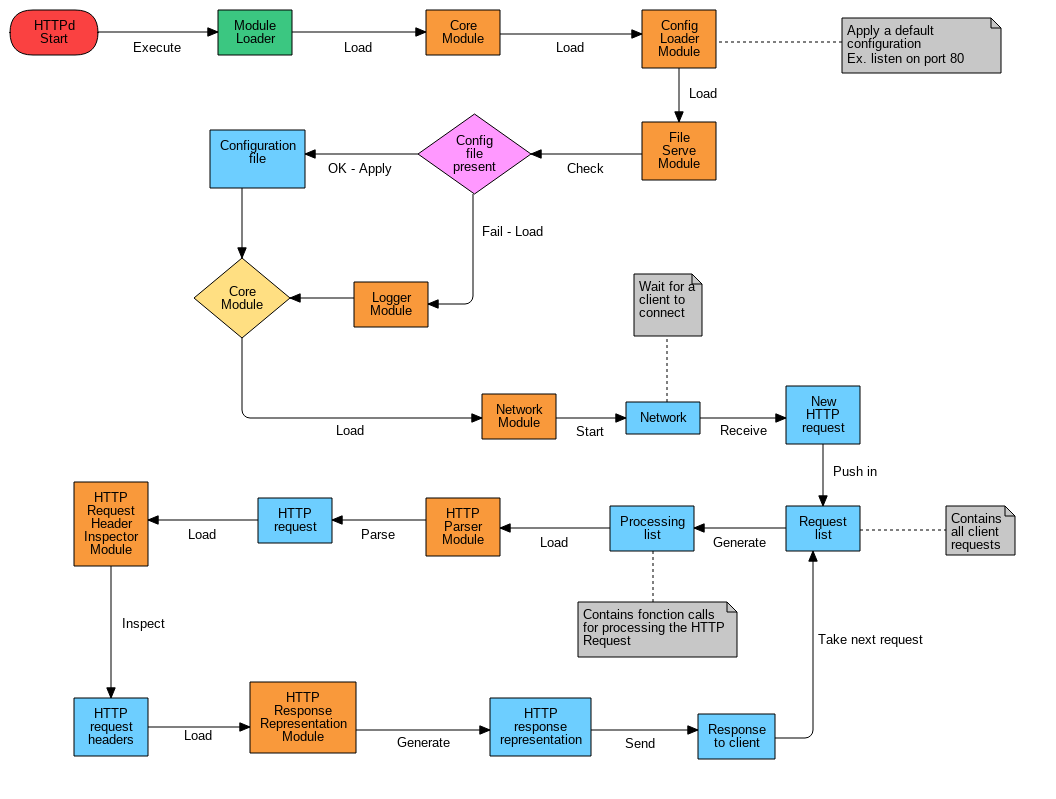 HTTPd
Start
Execute
Module
Loader
Load
Core
Module
Load
Config
Loader
Module
Apply a default
configuration
Ex. listen on port 80
Load
File
Serve
Module
Check
Config
file
present
OK - Apply
Configuration
file
Fail - Load
Logger
Module
Core
Module
Load
Network
Module
Start
Network
Wait for a
client to
connect
Receive
New
HTTP
request
Push in
Request
list
Contains
all client
requests
Generate
Processing
list
Contains fonction calls
for processing the HTTP
Request
Load
HTTP
Parser
Module
Parse
HTTP
request
Load
HTTP
Request
Header
Inspector
Module
Inspect
HTTP
request
headers
Load
HTTP
Response
Representation
Module
Generate
HTTP
response
representation
Send
Response
to client
Take next request